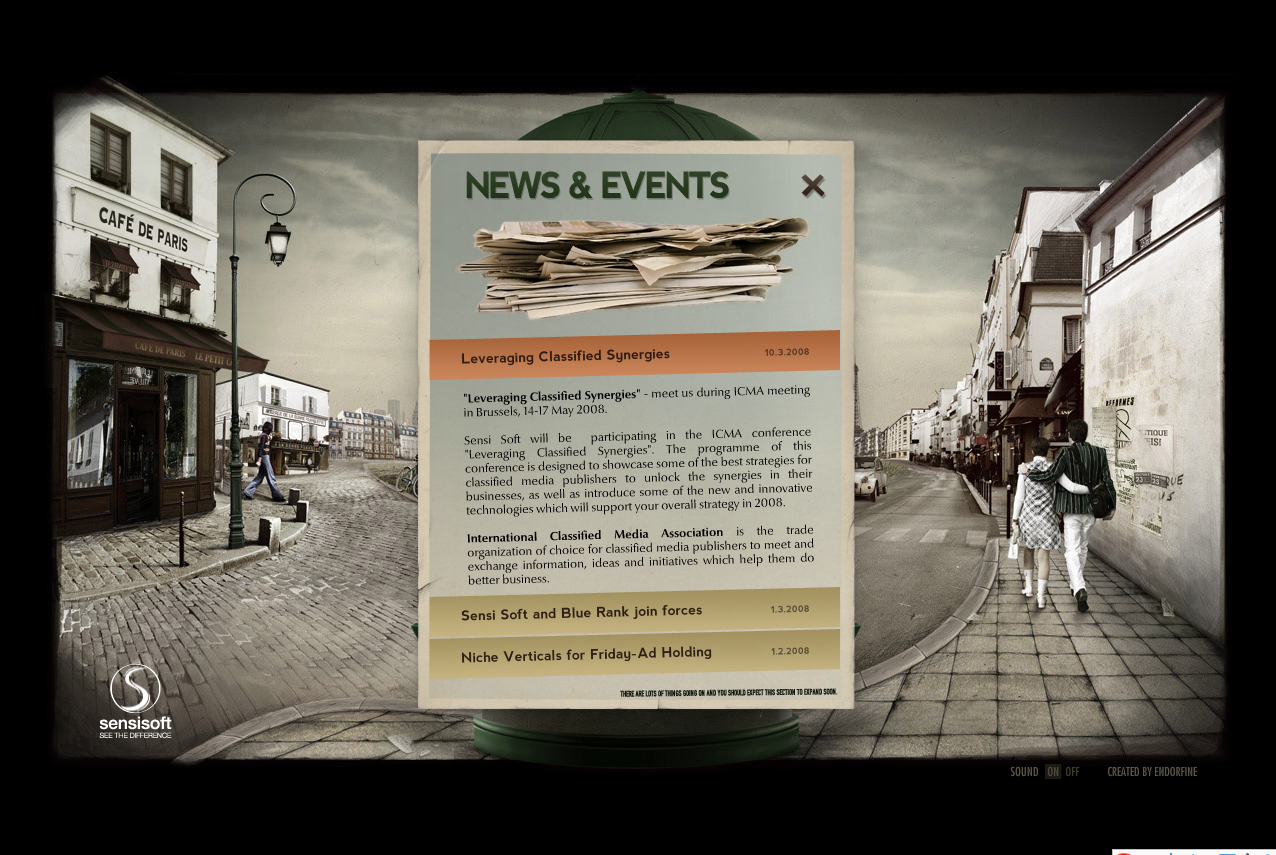 NEWS & EVENTS
CAFÉ DE PARIS
CAFÉ DE PARIS
LE PETIT
Leveraging Classified Synergies
10.3.2008
"Leveraging Classified Synergies" - meet us during ICMA meeting
in Brussels, 14-17 May 2008.
Sensi Soft will be participating in the ICMA conference
"Leveraging Classified Synergies". The programme of this
conference is designed to showcase some of the best strategies for
classified media publishers to unlock the synergies in their
businesses, as well as introduce some of the new and innovative
technologies which will support your overall strategy in 2008.
International Classified Media Association is the trade
organization of choice for classified media publishers to meet and
exchange information, ideas and initiatives which help them do
better business.
Sensi Soft and Blue Rank join forces
1.3.2008
Niche Verticals for Friday-Ad Holding
1.2.2008
THERE ARE LOTS OF THINGS GOING ON AND YOU SHOULD EXPECT THIS SECTION TO EXPAND SOON.
sensisoft
SEE THE DIFFERENCE
SOUND ON OFF
CREATED BY ENDORFINE